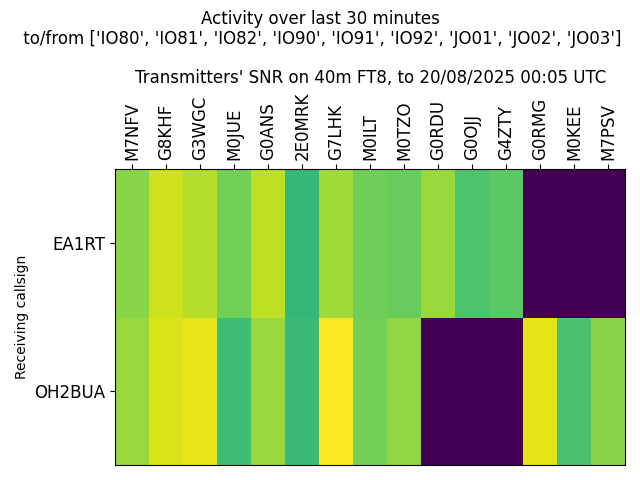 Activity over last 30 minutes
to/from ['IO80', 'IO81', 'IO82', 'IO90', 'IO91', 'IO92', 'JO01', 'JO02', 'JO03']
Transmitters' SNR on 40m FT8, to 20/08/2025 00:05 UTC
M7NFV
G8KHF
G3WGC
M0JUE
G0ANS
2E0MRK
G7LHK
M0ILT
M0TZO
G0RDU
G0OJJ
G4ZTY
G0RMG
M0KEE
M7PSV
Receiving callsign
EA1RT
OH2BUA